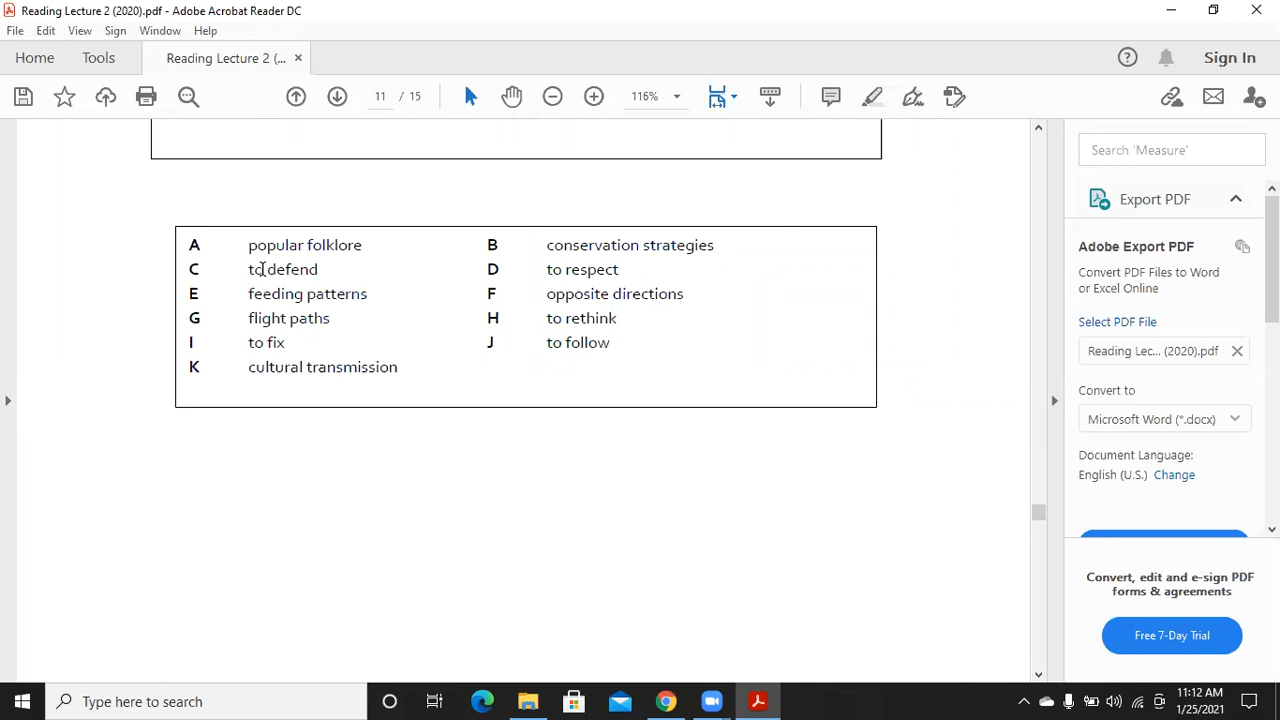 Reading Lecture 2 (2020).pdf - Adobe Acrobat Reader DC
File Edit View Sign Window Help
Home Tools Reading Lecture 2 (... × Sign In
11 / 15 116%
A popular folklore B conservation strategies
C to defend D to respect
E feeding patterns F opposite directions
G flight paths H to rethink
I to fix J to follow
K cultural transmission
Search 'Measure'
Export PDF
Adobe Export PDF
Convert PDF Files to Word
or Excel Online
Select PDF File
Reading Lec... (2020).pdf
Convert to
Microsoft Word (*.docx)
Document Language:
English (U.S.) Change
Convert, edit and e-sign PDF
forms & agreements
Free 7-Day Trial
Type here to search
11:12 AM
1/25/2021